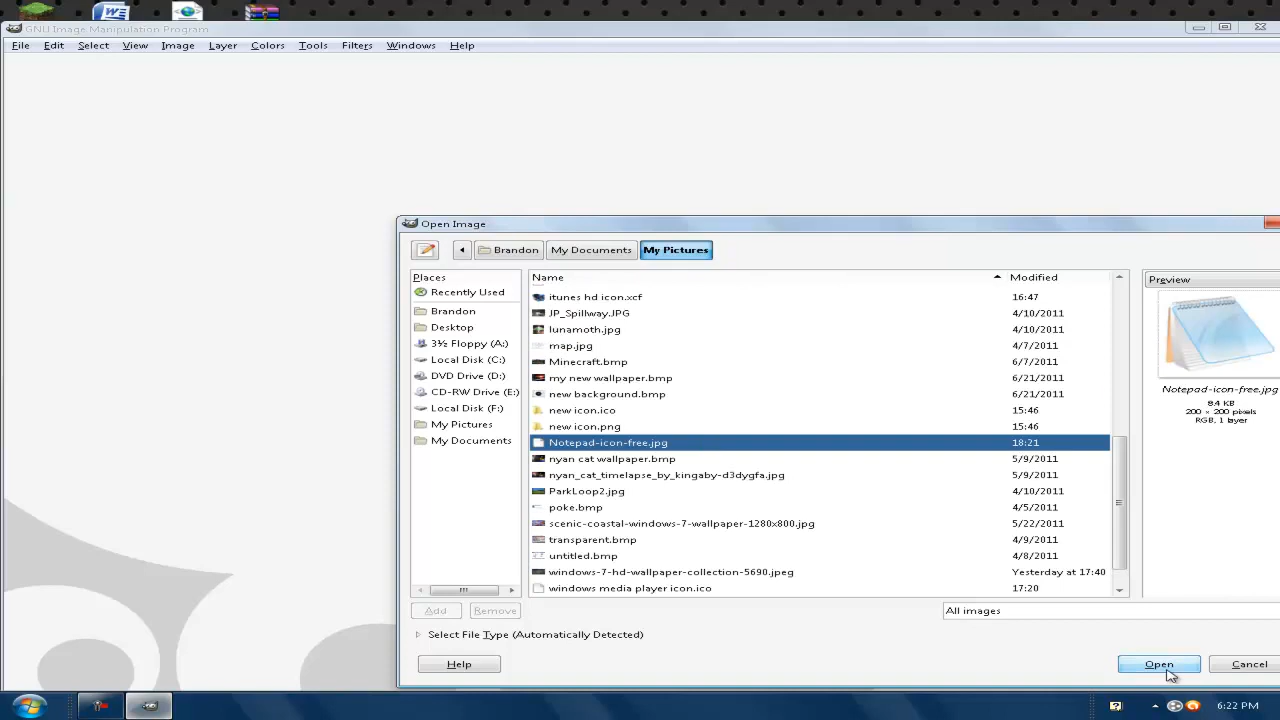 GNU Image Manipulation Program
File Edit Select View Image Layer Colors Tools Filters Windows Help
Open Image
Brandon My Documents My Pictures
Places
Recently Used
Brandon
Desktop
3½ Floppy (A:)
Local Disk (C:)
DVD Drive (D:)
CD-RW Drive (E:)
Local Disk (F:)
My Pictures
My Documents
Name Modified
itunes hd icon.xcf 16:47
JP_Spillway.JPG 4/10/2011
lunamoth.jpg 4/10/2011
map.jpg 4/7/2011
Minecraft.bmp 6/7/2011
my new wallpaper.bmp 6/21/2011
new background.bmp 6/21/2011
new icon.ico 15:46
new icon.png 15:46
Notepad-icon-free.jpg 18:21
nyan cat wallpaper.bmp 5/9/2011
nyan_cat_timelapse_by_kingaby-d3dygfa.jpg 5/9/2011
ParkLoop2.jpg 4/10/2011
poke.bmp 4/5/2011
scenic-coastal-windows-7-wallpaper-1280x800.jpg 5/22/2011
transparent.bmp 4/9/2011
untitled.bmp 4/8/2011
windows-7-hd-wallpaper-collection-5690.jpeg Yesterday at 17:40
windows media player icon.ico 17:20
Preview
Notepad-icon-free.jpg
8.4 KB
200 × 200 pixels
RGB, 1 layer
Add Remove
All images
Select File Type (Automatically Detected)
Help Open Cancel
6:22 PM